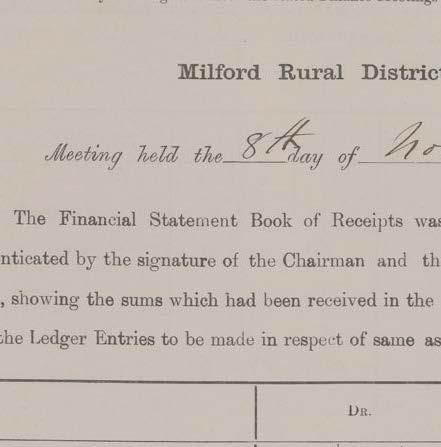 Milford Rural Distric
Meeting held the 8th day of No
The Financial Statement Book of Receipts was
nticated by the signature of the Chairman and th
, showing the sums which had been received in the
the Ledger Entries to be made in respect of same as
DR.